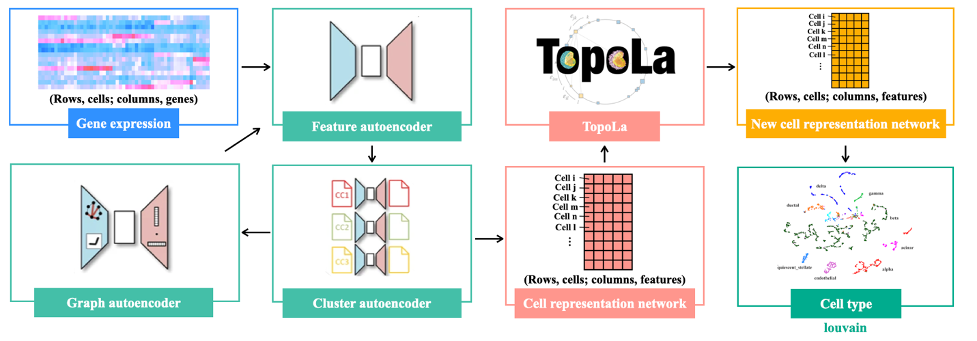 (Rows, cells; columns, genes)
Gene expression
Feature autoencoder
TopoLa
TopoLa
Cell i
Cell j
Cell k
Cell m
Cell n
Cell l
(Rows, cells; columns, features)
New cell representation network
Graph autoencoder
CC1
CC2
CC3
Cluster autoencoder
Cell i
Cell j
Cell k
Cell m
Cell n
Cell l
(Rows, cells; columns, features)
Cell representation network
delta
gamma
ductal
beta
acinar
quiescent_stellate
endothelial
alpha
Cell type
louvain